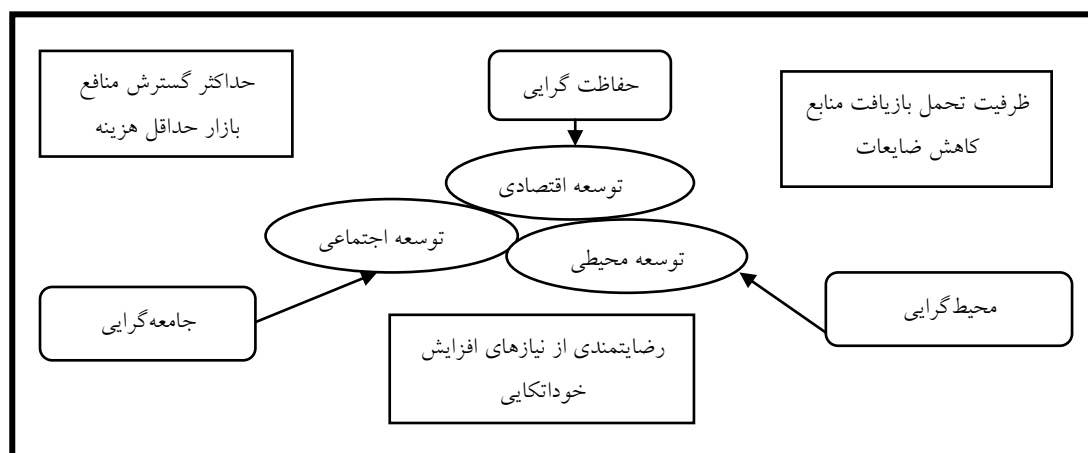 حفاظت گرایی
ظرفیت تحمل بازیافت منابع
کاهش ضایعات
حداکثر گسترش منافع
بازار حداقل هزینه
توسعه اقتصادی
توسعه محیطی
توسعه اجتماعی
محیط‌گرایی
جامعه‌گرایی
رضایتمندی از نیازهای افزایش
خوداتکایی